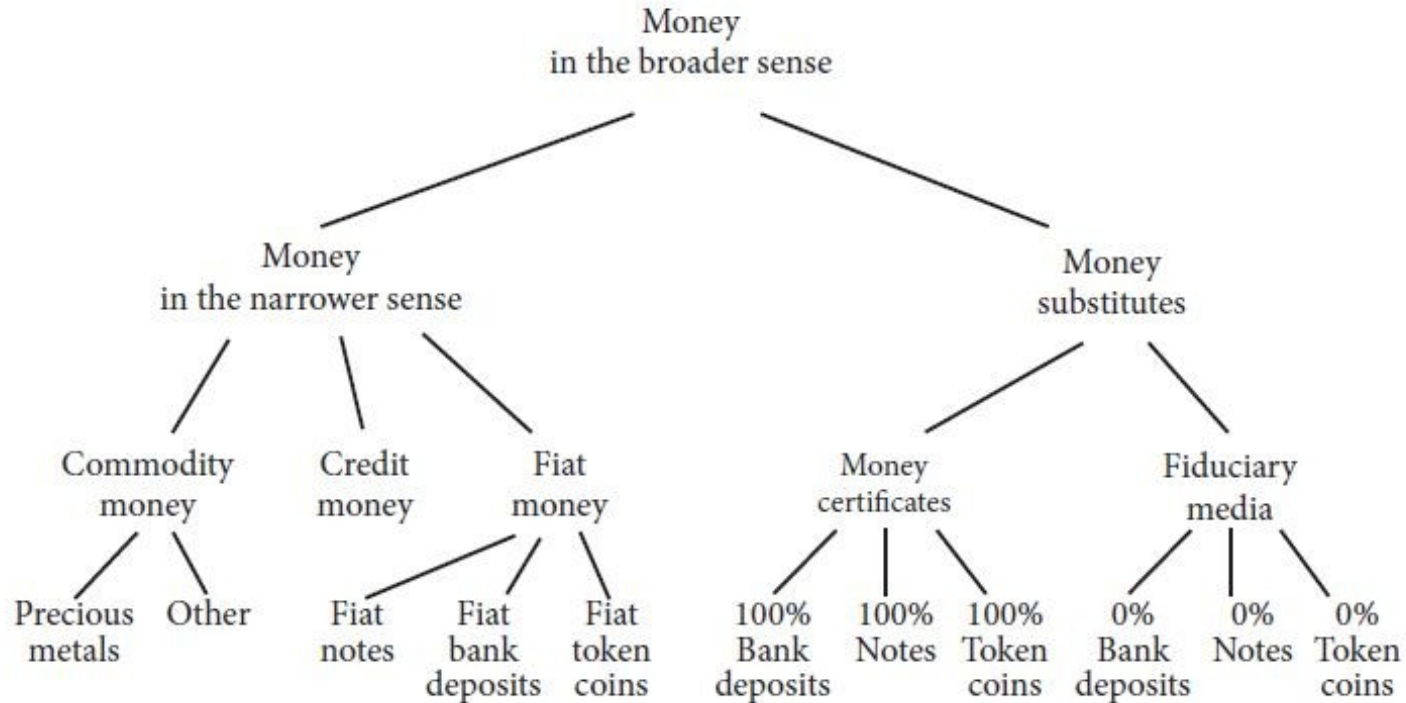 Money
in the broader sense
Money
in the narrower sense
Money
substitutes
Commodity
money
Credit
money
Fiat
money
Money
certificates
Fiduciary
media
Precious
metals
Other
Fiat
notes
Fiat
bank
deposits
Fiat
token
coins
100%
Bank
deposits
100%
Notes
100%
Token
coins
0%
Bank
deposits
0%
Notes
0%
Token
coins